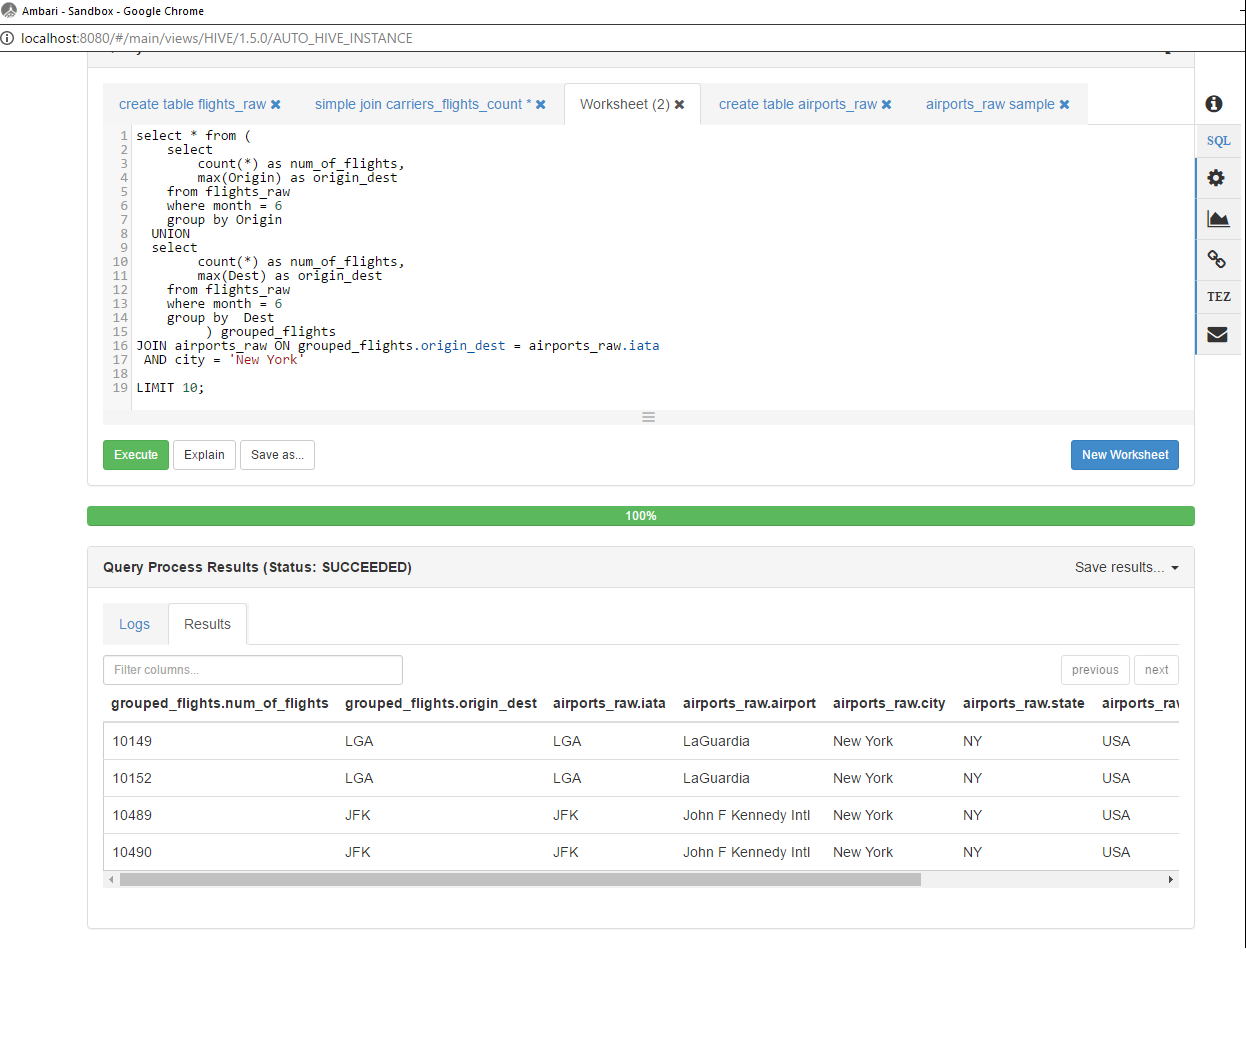 Ambari - Sandbox - Google Chrome
localhost:8080/#/main/views/HIVE/1.5.0/AUTO_HIVE_INSTANCE
create table flights_raw ✖ simple join carriers_flights_count * ✖ Worksheet (2) ✖ create table airports_raw ✖ airports_raw sample ✖
1 select * from (
2     select
3         count(*) as num_of_flights,
4         max(Origin) as origin_dest
5     from flights_raw
6     where month = 6
7     group by Origin
8   UNION
9   select
10         count(*) as num_of_flights,
11         max(Dest) as origin_dest
12     from flights_raw
13     where month = 6
14     group by  Dest
15          ) grouped_flights
16 JOIN airports_raw ON grouped_flights.origin_dest = airports_raw.iata
17  AND city = 'New York'
18
19 LIMIT 10;
SQL
TEZ
Execute Explain Save as... New Worksheet
100%
Query Process Results (Status: SUCCEEDED) Save results...
Logs Results
Filter columns... previous next
grouped_flights.num_of_flights grouped_flights.origin_dest airports_raw.iata airports_raw.airport airports_raw.city airports_raw.state
10149 LGA LGA LaGuardia New York NY USA
10152 LGA LGA LaGuardia New York NY USA
10489 JFK JFK John F Kennedy Intl New York NY USA
10490 JFK JFK John F Kennedy Intl New York NY USA